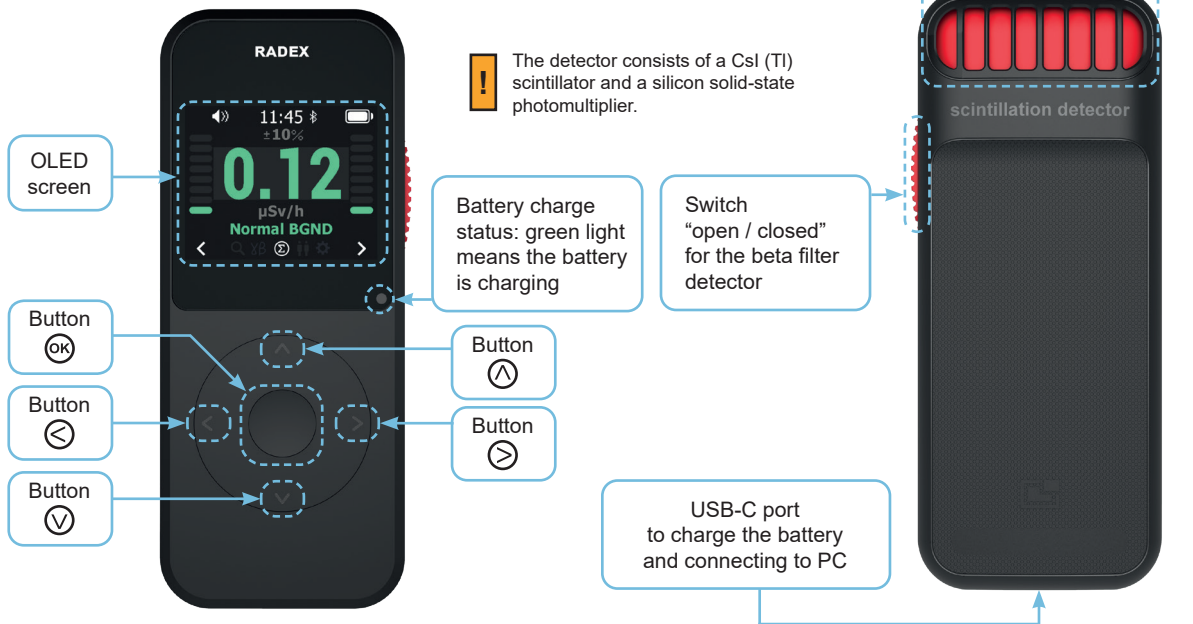 RADEX
11:45
±10%
0.12
µSv/h
Normal BGND
γβ Σ
!
The detector consists of a CsI (Tl)
scintillator and a silicon solid-state
photomultiplier.
scintillation detector
OLED
screen
Battery charge
status: green light
means the battery
is charging
Switch
“open / closed”
for the beta filter
detector
Button
OK
Button
<
Button
V
Button
Λ
Button
>
USB-C port
to charge the battery
and connecting to PC